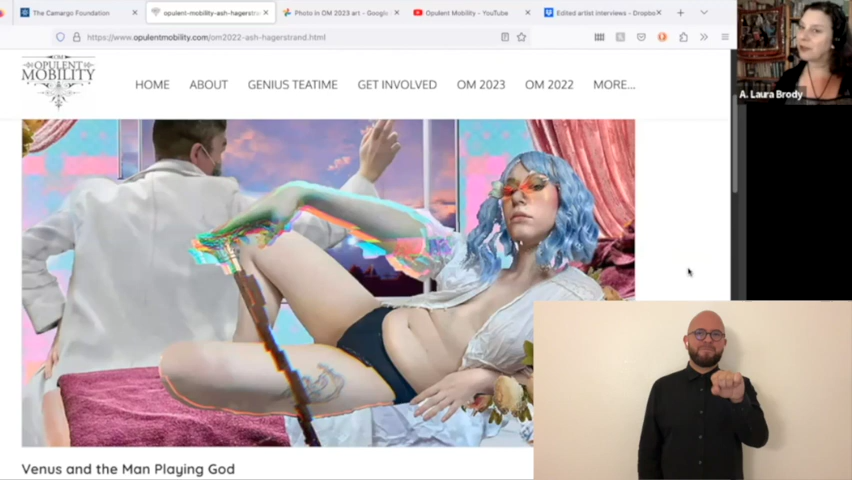 The Camargo Foundation
opulent-mobility-ash-hagerstra
Photo in OM 2023 art - Google
Opulent Mobility - YouTube
Edited artist interviews - Dropbo
https://www.opulentmobility.com/om2022-ash-hagerstrand.html
OM
OPULENT
MOBILITY
HOME
ABOUT
GENIUS TEATIME
GET INVOLVED
OM 2023
OM 2022
MORE...
A. Laura Brody
Venus and the Man Playing God